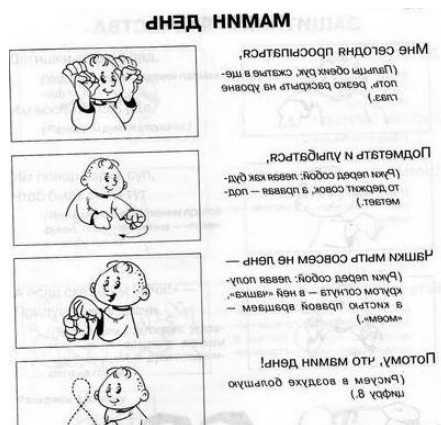 МАМИН ДЕНЬ
Мне сегодня просыпаться,
(Пальцы обеих рук, сжатые в ще-
поть, резко раскрыть на уровне
глаз.)
Подметать и улыбаться,
(Руки перед собой: левая как буд-
то держит совок, а правая — под-
метает.)
Чашки мыть совсем не лень —
(Руки перед собой: левая полу-
кругом согнута — в ней «чашка»,
а кистью правой вращаем —
«моем».)
Потому, что мамин день!
(Рисуем в воздухе большую
цифру 8.)